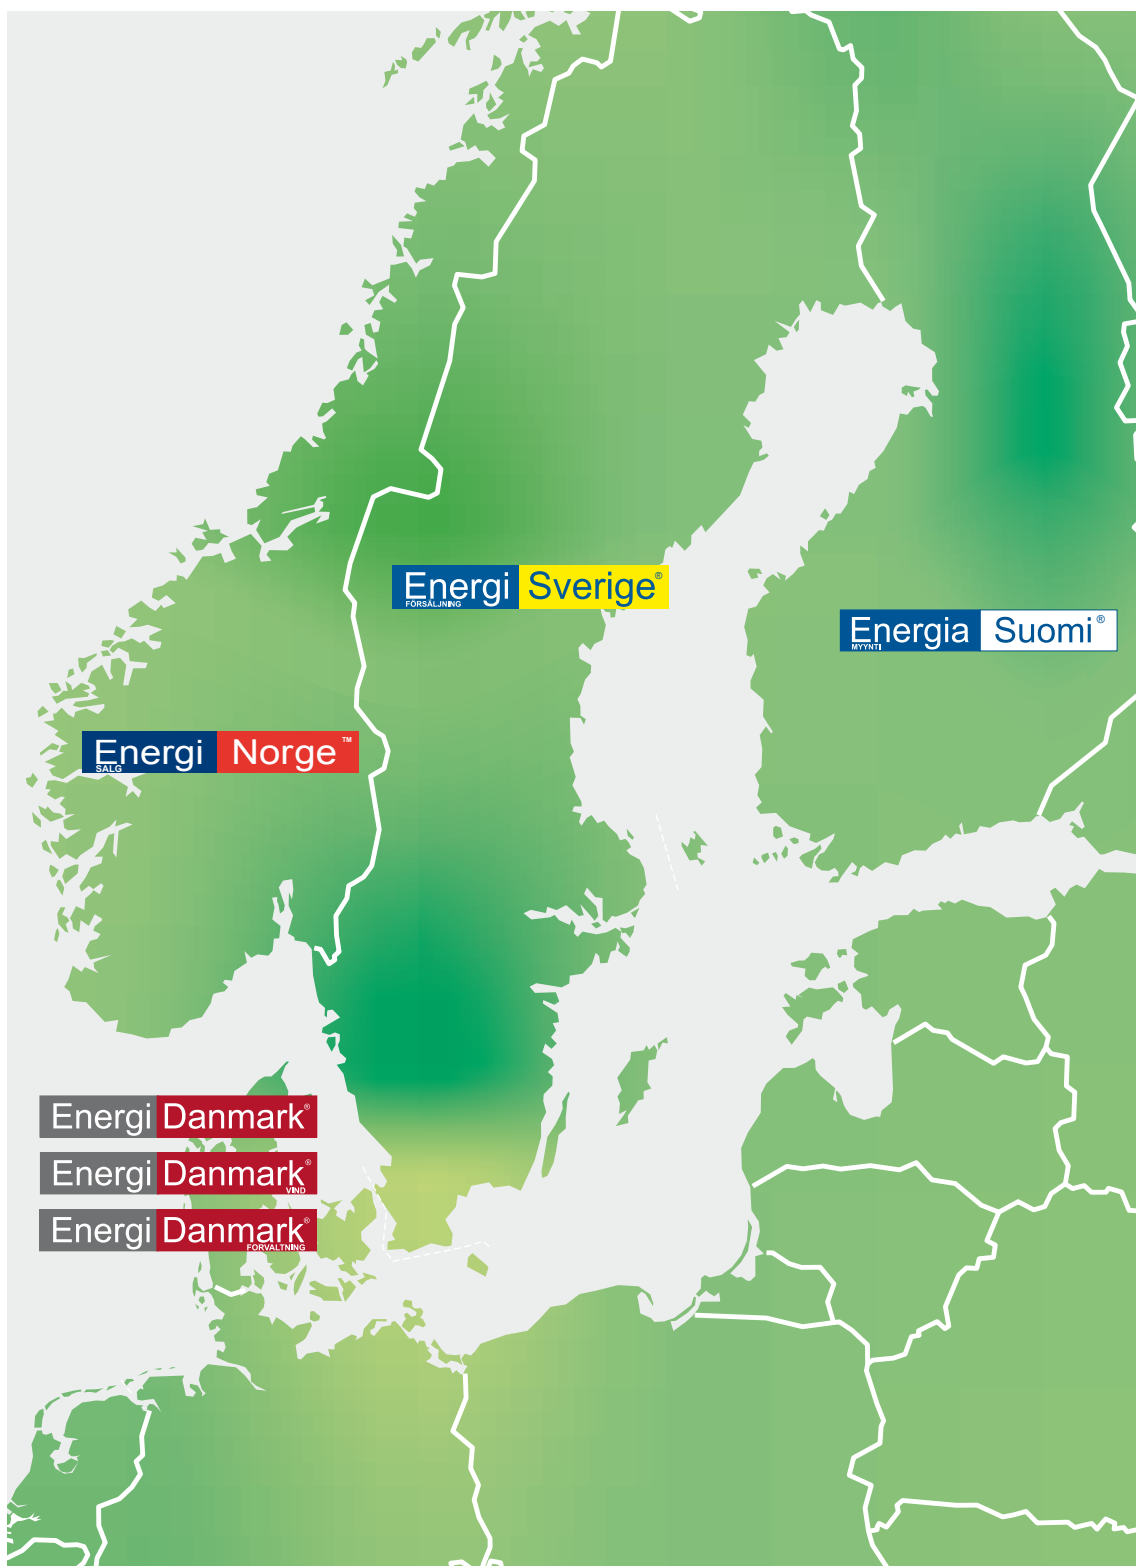 Energi Sverige®
FÖRSÄLJNING
Energia Suomi®
MYYNTI
Energi Norge™
SALG
Energi Danmark®
Energi Danmark®
VIND
Energi Danmark®
FORVALTNING